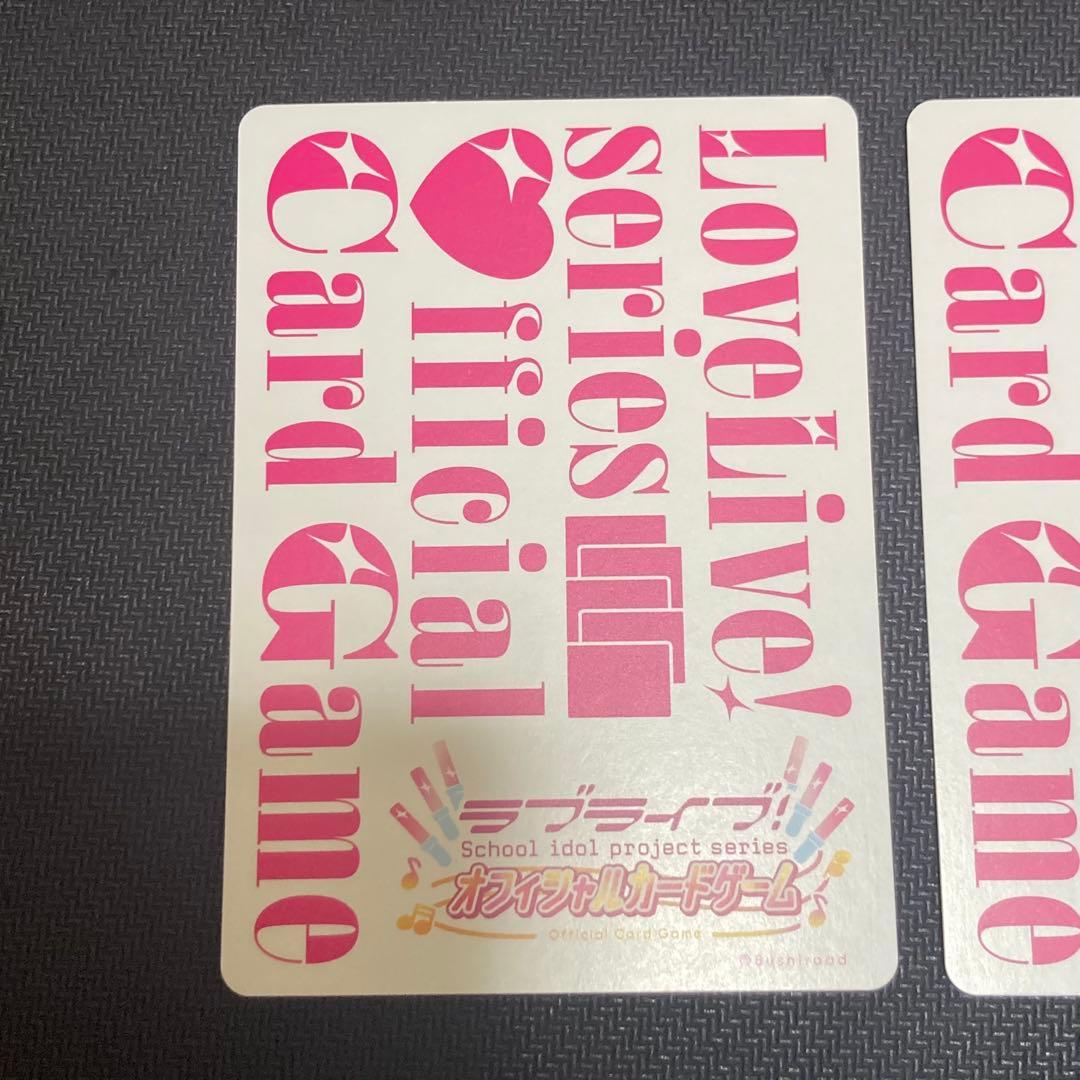 LoveLive!
series
fficial
Card Game
ラブライブ!
School idol project series
オフィシャルカードゲーム
Official Card Game
Bushiroad
Card Game